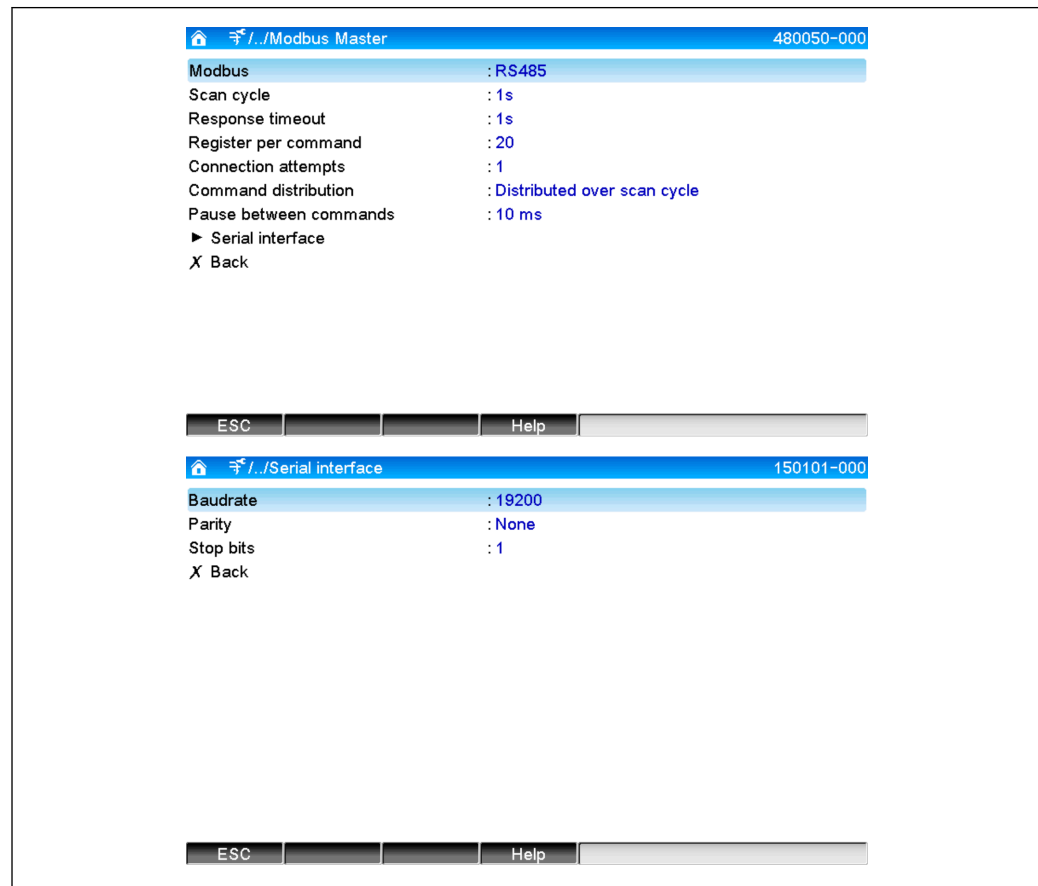 /../Modbus Master 480050-000
Modbus : RS485
Scan cycle : 1s
Response timeout : 1s
Register per command : 20
Connection attempts : 1
Command distribution : Distributed over scan cycle
Pause between commands : 10 ms
► Serial interface
X Back
ESC Help
/../Serial interface 150101-000
Baudrate : 19200
Parity : None
Stop bits : 1
X Back
ESC Help